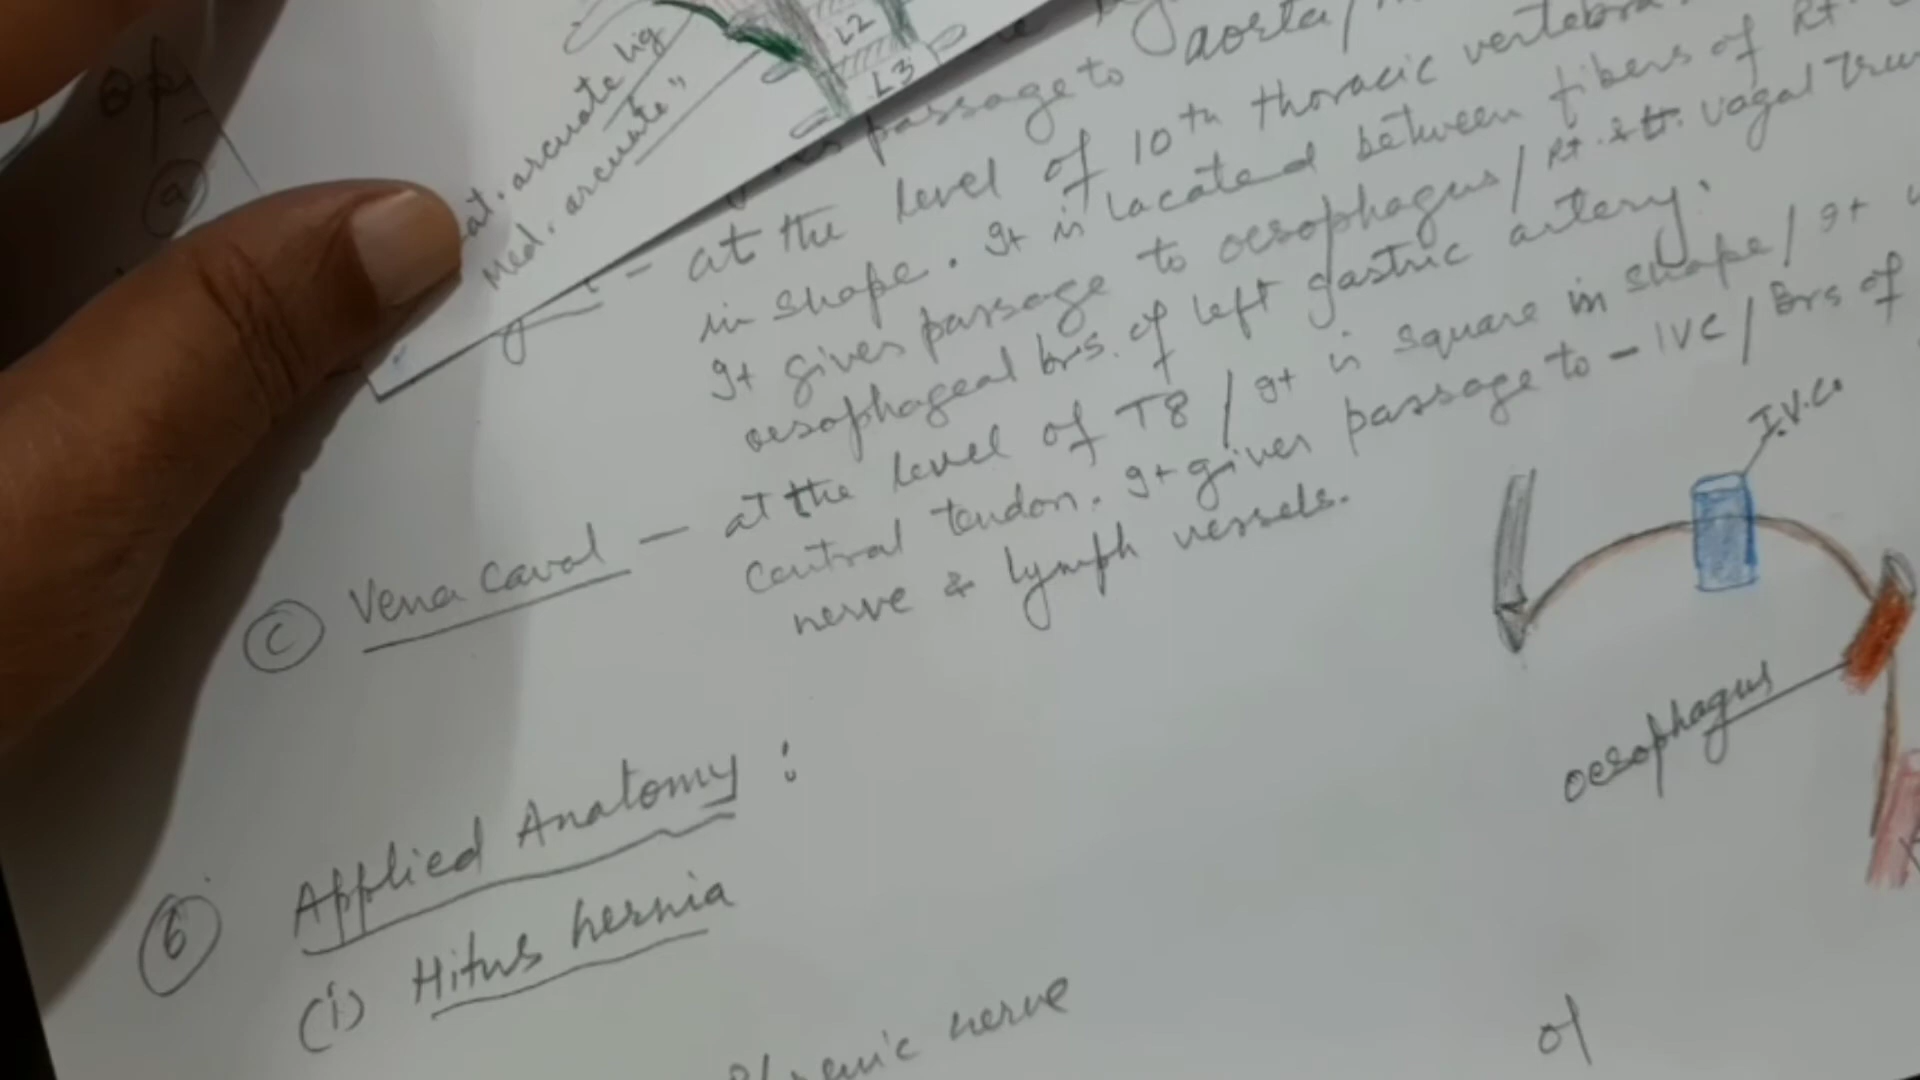 L2
L3
arcuate lig
Med. arcuate "
a
passage to aorta /
at the level of 10th thoracic vertebra
in shape. It is lacated between fibers of Rt.
It gives passage to oesophagus / Rt. & Lt. vagal
oesophageal brs. of left gastric artery.
C Vena Caval — at the level of T8 / It is square in shape / It
Central tendon. It gives passage to - IVC / Brs of
nerve & lymph vessels.
I.V.C.
oesophagus
6 Applied Anatomy :
(i) Hitus hernia
nerve
of